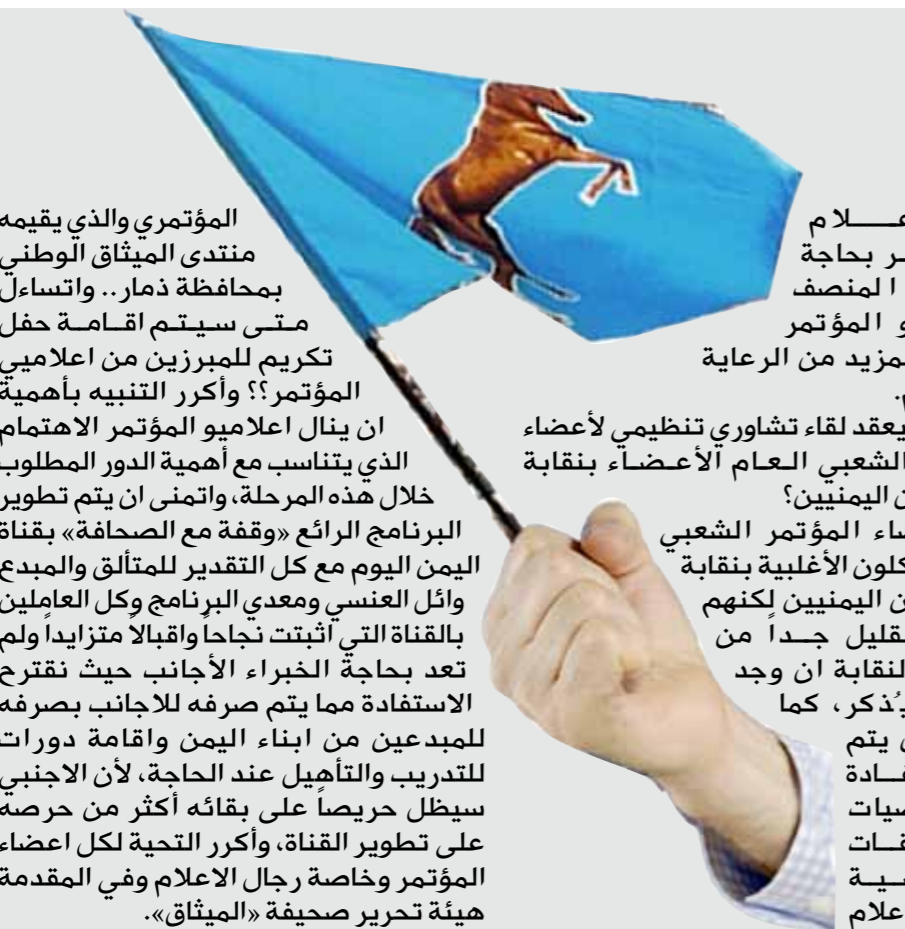 بحاجة
المنصف
المؤتمر
من الرعاية
يعقد لقاء تشاوري تنظيمي لأعضاء
الشعبي العام الأعضاء بنقابة
اليمنيين؟
المؤتمر الشعبي
الأغلبية بنقابة
اليمنيين لكنهم
جداً من
ان وجد
يُذكر، كما
يتم
المؤتمري والذي يقيمه
منتدى الميثاق الوطني
بمحافظة ذمار.. واتساءل
متى سيتم اقامة حفل
تكريم للمبرزين من اعلاميي
المؤتمر؟؟ وأكرر التنبيه بأهمية
ان ينال اعلاميو المؤتمر الاهتمام
الذي يتناسب مع أهمية الدور المطلوب
خلال هذه المرحلة، واتمنى ان يتم تطوير
البرنامج الرائع «وقفة مع الصحافة» بقناة
اليمن اليوم مع كل التقدير للمتألق والمبدع
وائل العنسي ومعدي البرنامج وكل العاملين
بالقناة التي اثبتت نجاحاً واقبالاً متزايداً ولم
تعد بحاجة الخبراء الأجانب حيث نقترح
الاستفادة مما يتم صرفه للاجانب بصرفه
للمبدعين من ابناء اليمن واقامة دورات
للتدريب والتأهيل عند الحاجة، لأن الاجنبي
سيظل حريصاً على بقائه أكثر من حرصه
على تطوير القناة، وأكرر التحية لكل اعضاء
المؤتمر وخاصة رجال الاعلام وفي المقدمة
هيئة تحرير صحيفة «الميثاق».